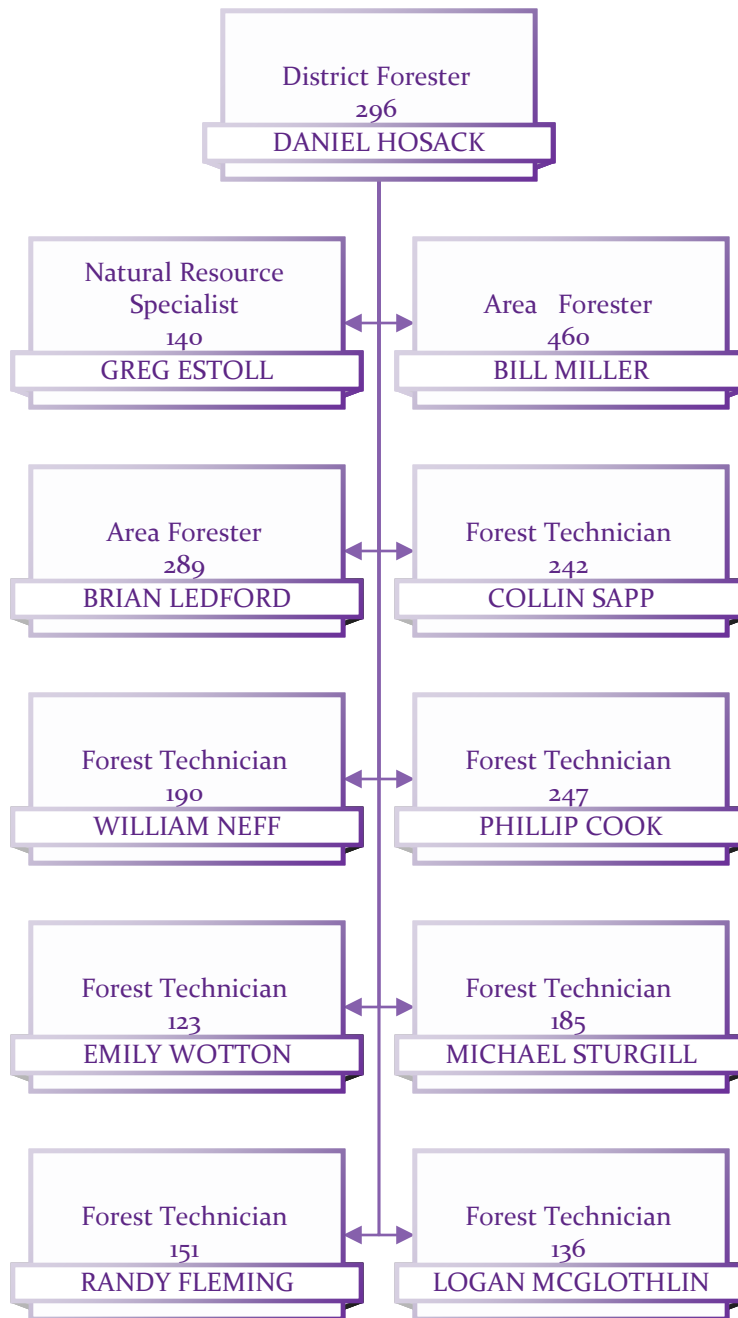 District Forester
296
DANIEL HOSACK
Natural Resource
Specialist
140
GREG ESTOLL
Area Forester
460
BILL MILLER
Area Forester
289
BRIAN LEDFORD
Forest Technician
242
COLLIN SAPP
Forest Technician
190
WILLIAM NEFF
Forest Technician
247
PHILLIP COOK
Forest Technician
123
EMILY WOTTON
Forest Technician
185
MICHAEL STURGILL
Forest Technician
151
RANDY FLEMING
Forest Technician
136
LOGAN MCGLOTHLIN